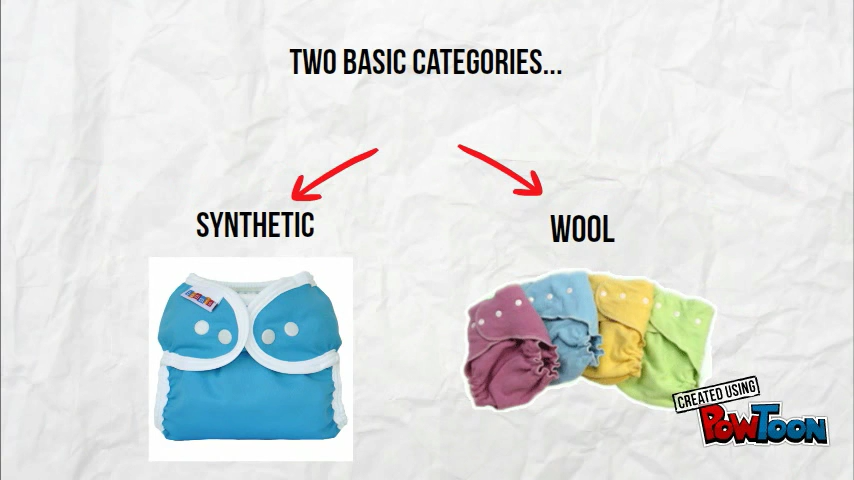 TWO BASIC CATEGORIES...
SYNTHETIC
WOOL
CREATED USING
POWTOON